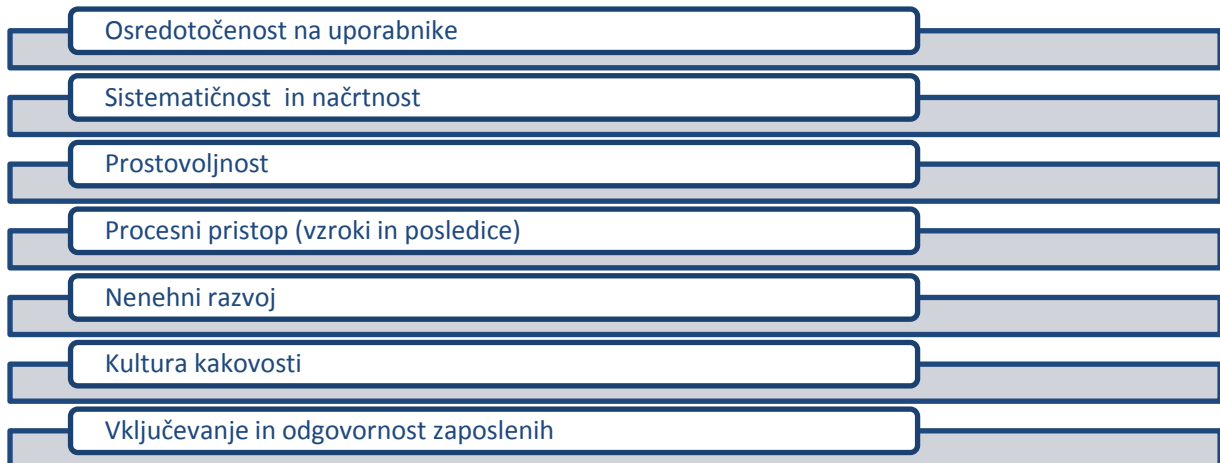 Osredotočenost na uporabnike
Sistematičnost in načrtnost
Prostovoljnost
Procesni pristop (vzroki in posledice)
Nenehni razvoj
Kultura kakovosti
Vključevanje in odgovornost zaposlenih